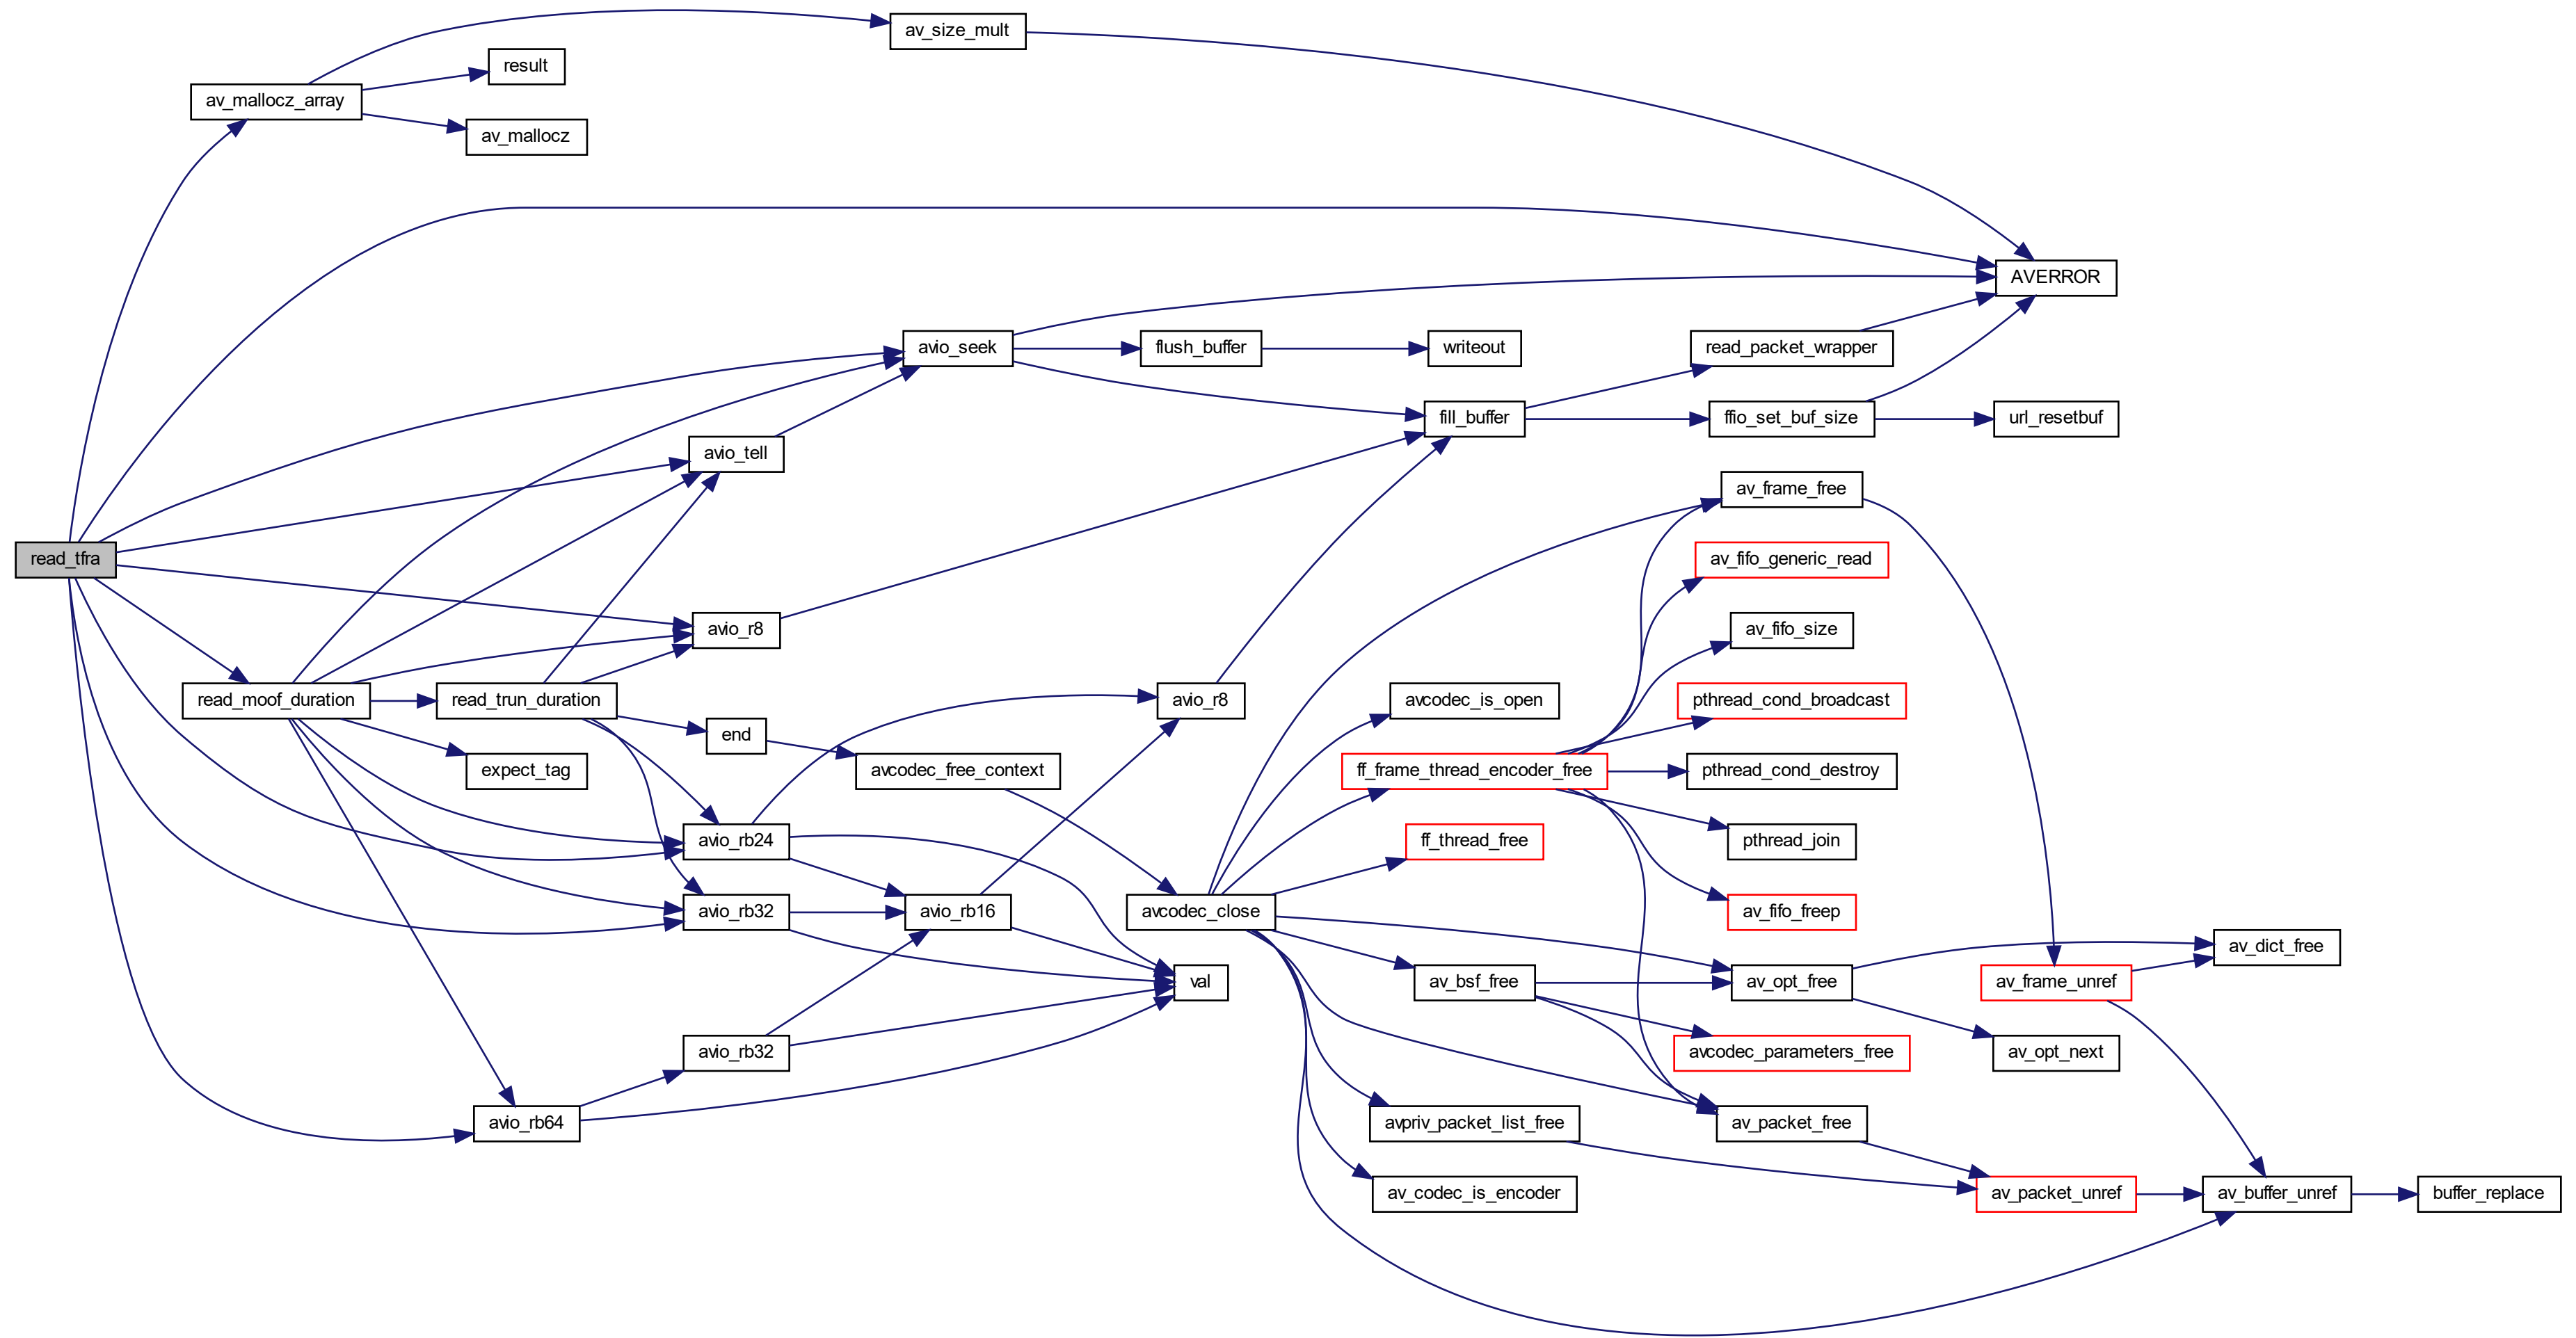 av_size_mult
result
av_mallocz_array
av_mallocz
AVERROR
avio_seek
flush_buffer
writeout
read_packet_wrapper
fill_buffer
ffio_set_buf_size
url_resetbuf
avio_tell
av_frame_free
read_tfra
av_fifo_generic_read
avio_r8
av_fifo_size
read_moof_duration
read_trun_duration
avio_r8
avcodec_is_open
pthread_cond_broadcast
end
expect_tag
avcodec_free_context
ff_frame_thread_encoder_free
pthread_cond_destroy
avio_rb24
ff_thread_free
pthread_join
avio_rb32
avio_rb16
avcodec_close
av_fifo_freep
av_dict_free
val
av_bsf_free
av_opt_free
av_frame_unref
avio_rb32
avcodec_parameters_free
av_opt_next
avio_rb64
avpriv_packet_list_free
av_packet_free
av_codec_is_encoder
av_packet_unref
av_buffer_unref
buffer_replace